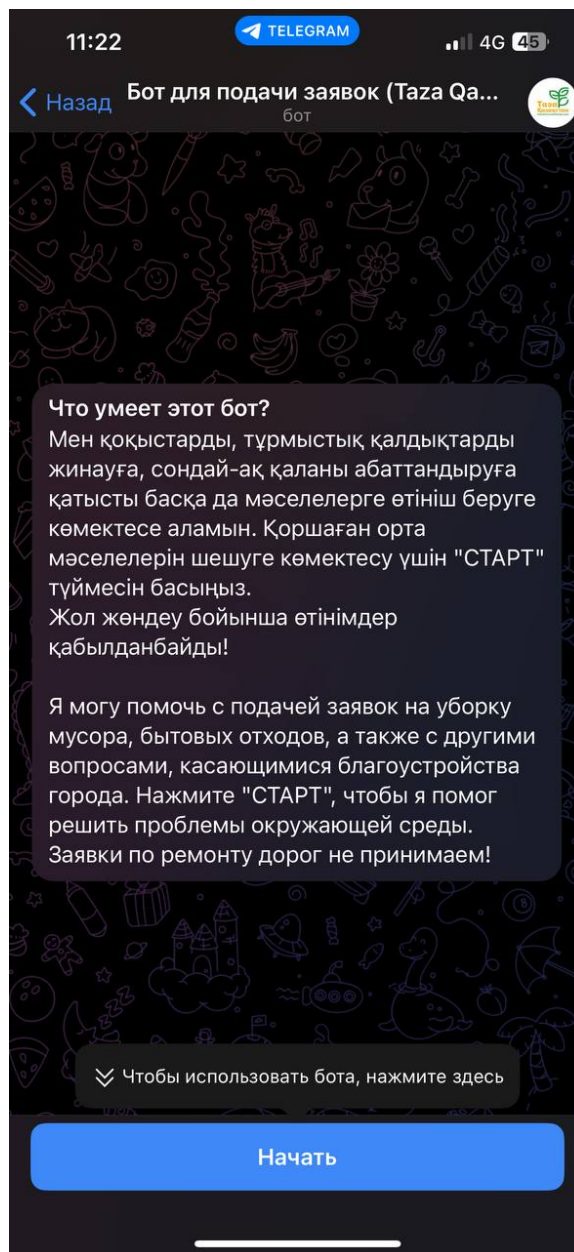 11:22
TELEGRAM
4G 45
Назад
Бот для подачи заявок (Taza Qa...
бот
Что умеет этот бот?
Мен қоқыстарды, тұрмыстық қалдықтарды
жинауға, сондай-ақ қаланы абаттандыруға
қатысты басқа да мәселелерге өтініш беруге
көмектесе аламын. Қоршаған орта
мәселелерін шешуге көмектесу үшін "СТАРТ"
түймесін басыңыз.
Жол жөндеу бойынша өтінімдер
қабылданбайды!
Я могу помочь с подачей заявок на уборку
мусора, бытовых отходов, а также с другими
вопросами, касающимися благоустройства
города. Нажмите "СТАРТ", чтобы я помог
решить проблемы окружающей среды.
Заявки по ремонту дорог не принимаем!
Чтобы использовать бота, нажмите здесь
Начать